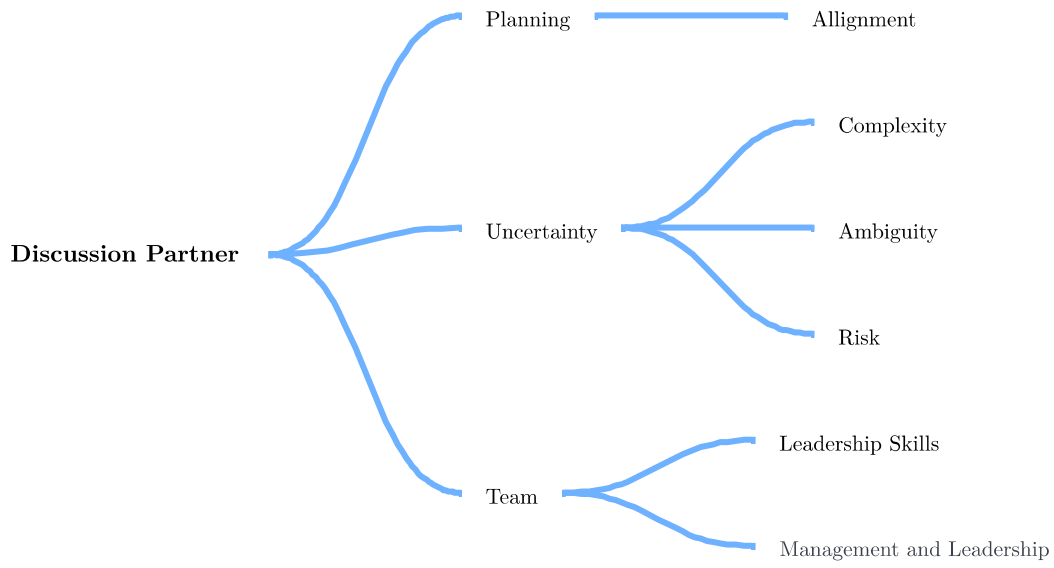 Planning
Allignment
Complexity
Uncertainty
Ambiguity
Discussion Partner
Risk
Leadership Skills
Team
Management and Leadership